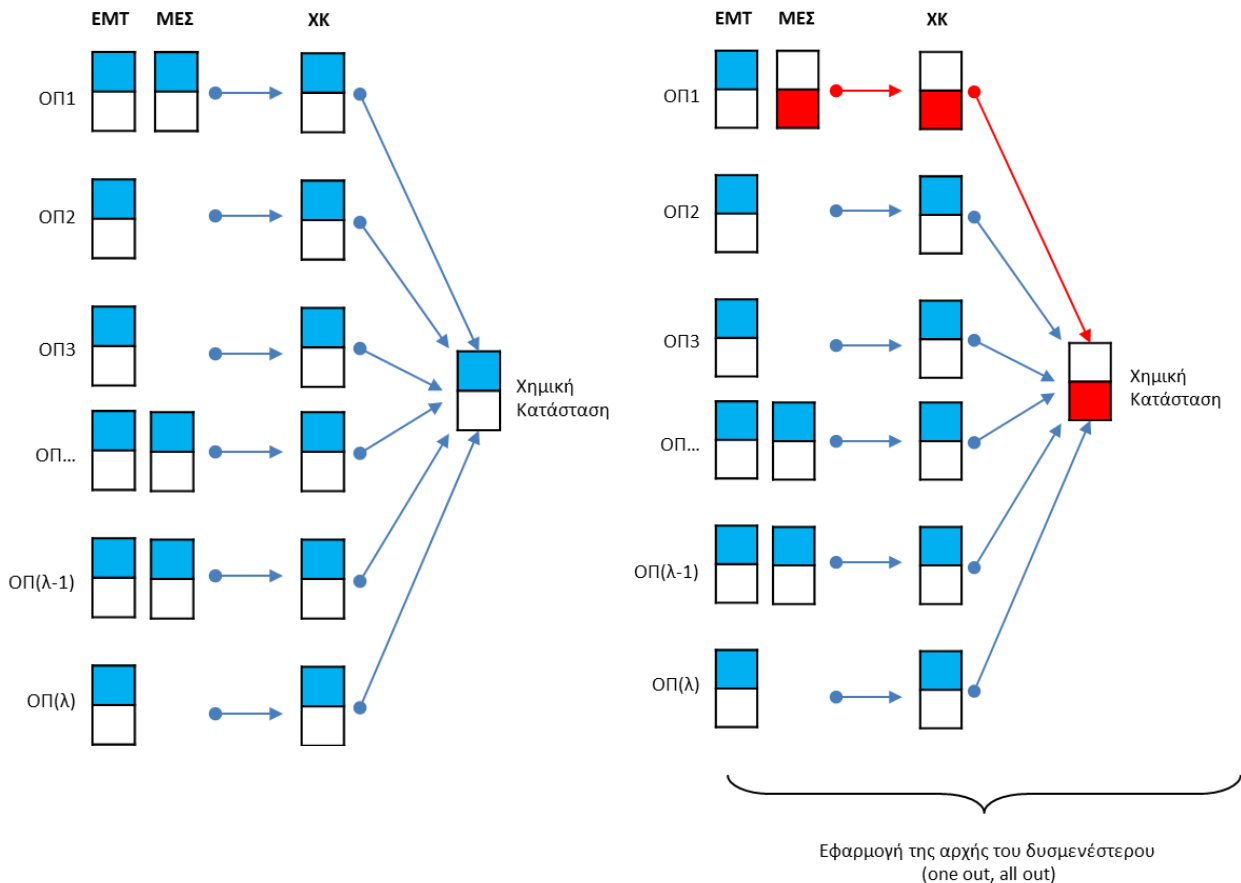 ΕΜΤ ΜΕΣ ΧΚ
ΟΠ1
ΟΠ2
ΟΠ3
ΟΠ...
ΟΠ(λ-1)
ΟΠ(λ)
Χημική
Κατάσταση
ΕΜΤ ΜΕΣ ΧΚ
ΟΠ1
ΟΠ2
ΟΠ3
ΟΠ...
ΟΠ(λ-1)
ΟΠ(λ)
Χημική
Κατάσταση
Εφαρμογή της αρχής του δυσμενέστερου
(one out, all out)